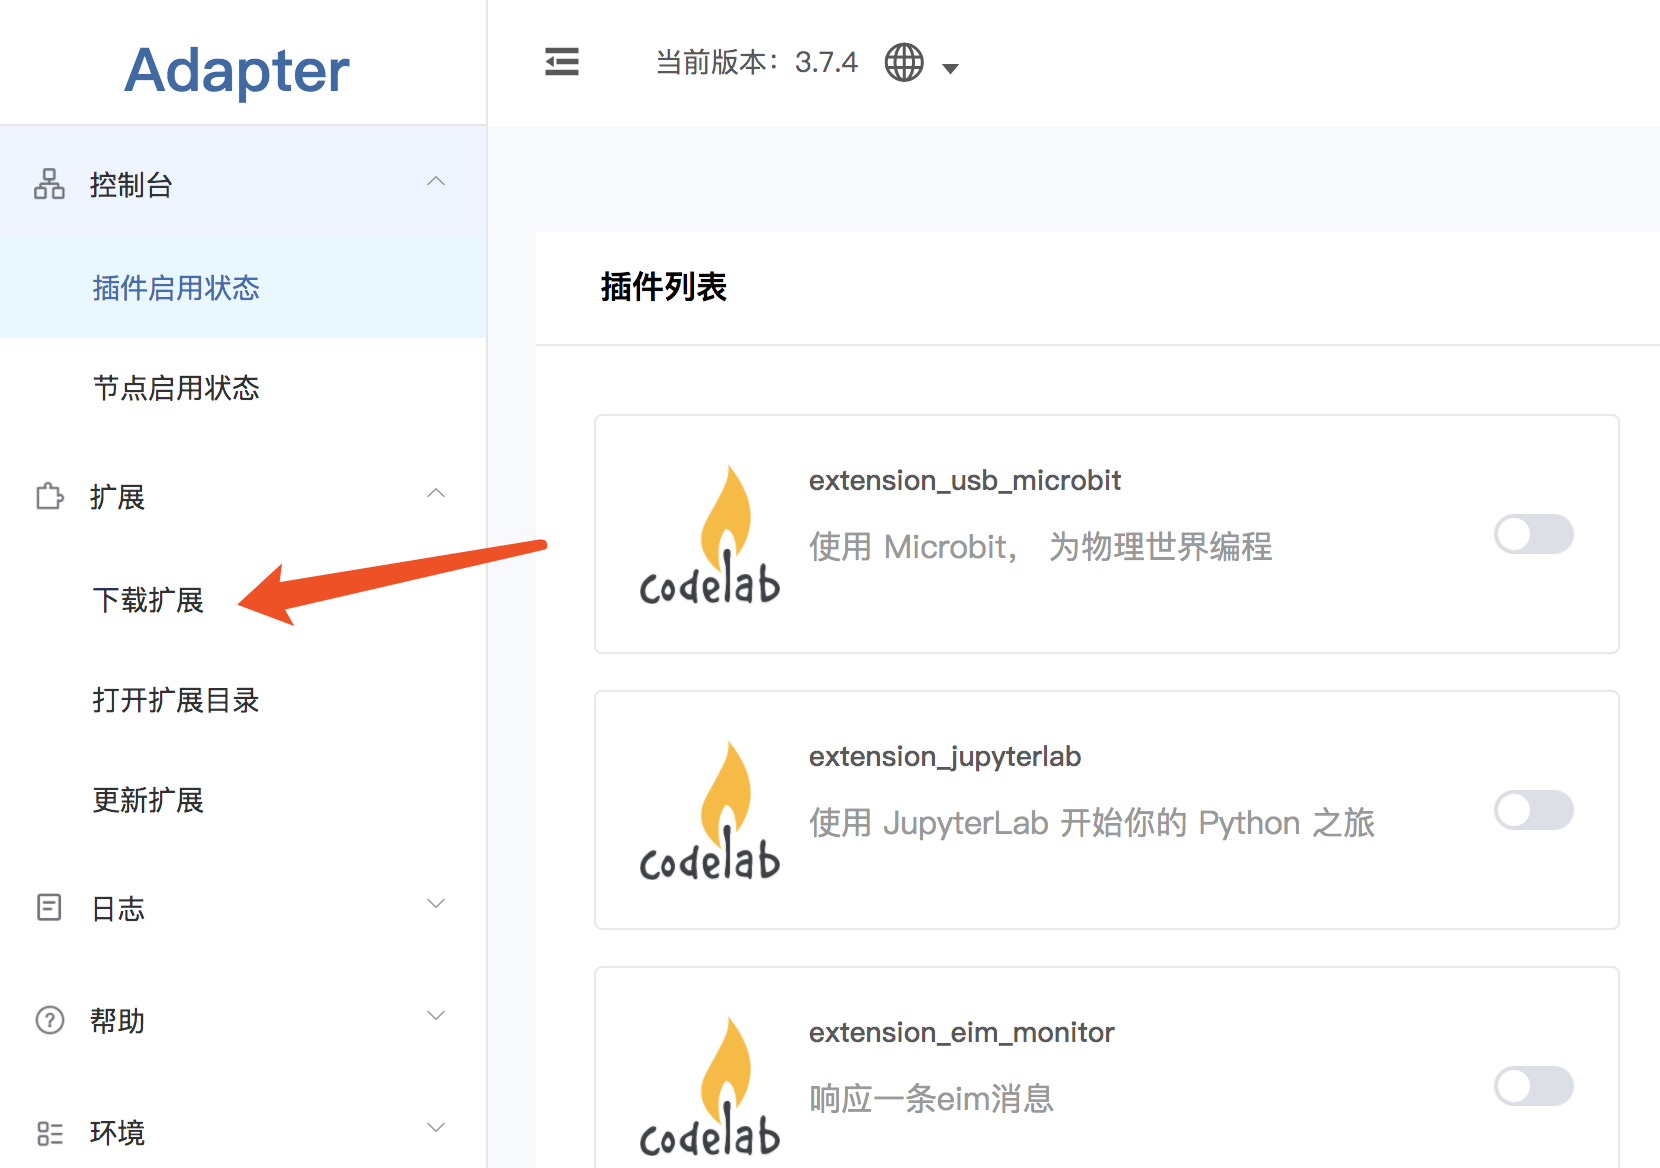 Adapter
当前版本：3.7.4
控制台
插件启用状态
节点启用状态
扩展
下载扩展
打开扩展目录
更新扩展
日志
帮助
环境
插件列表
codelab
extension_usb_microbit
使用 Microbit， 为物理世界编程
codelab
extension_jupyterlab
使用 JupyterLab 开始你的 Python 之旅
codelab
extension_eim_monitor
响应一条eim消息